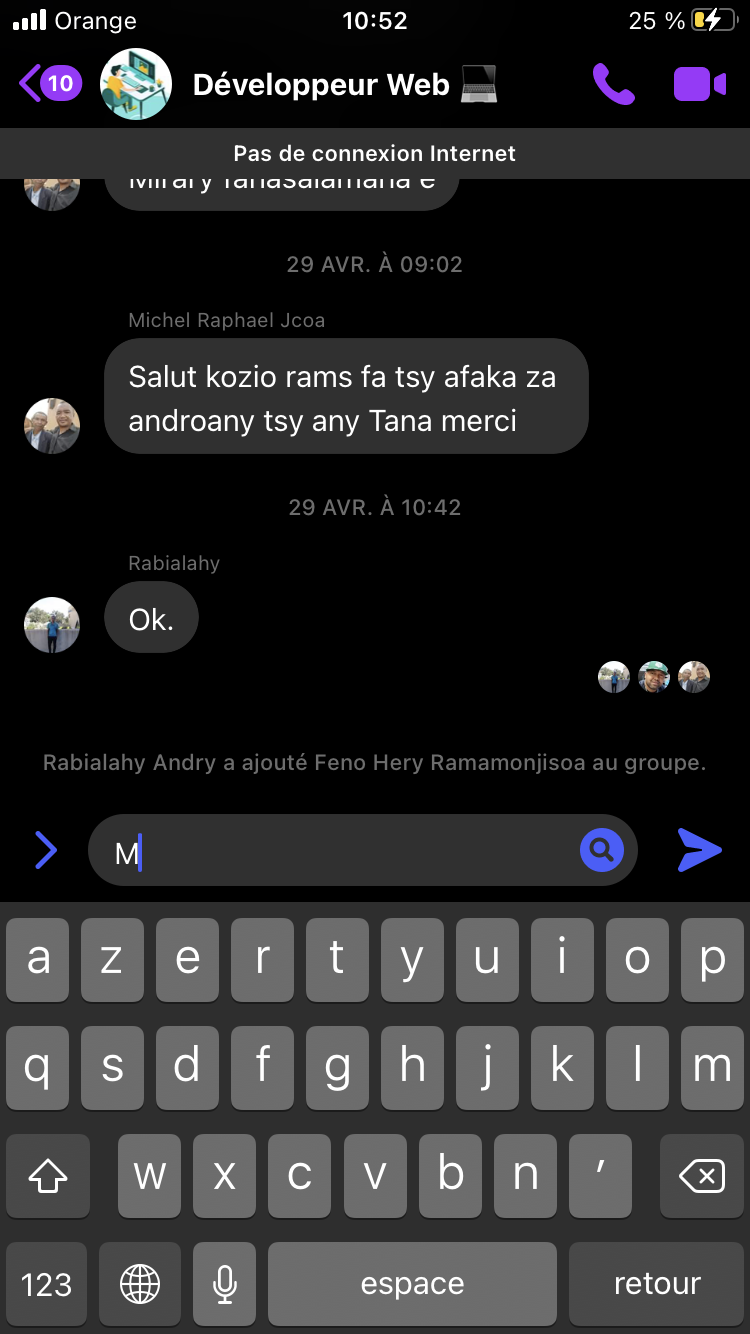 Orange 10:52 25 %
10 Développeur Web
Pas de connexion Internet
Mirary fahasalamana e
29 AVR. À 09:02
Michel Raphael Jcoa
Salut kozio rams fa tsy afaka za
androany tsy any Tana merci
29 AVR. À 10:42
Rabialahy
Ok.
Rabialahy Andry a ajouté Feno Hery Ramamonjisoa au groupe.
M
a z e r t y u i o p
q s d f g h j k l m
w x c v b n ’
123 espace retour